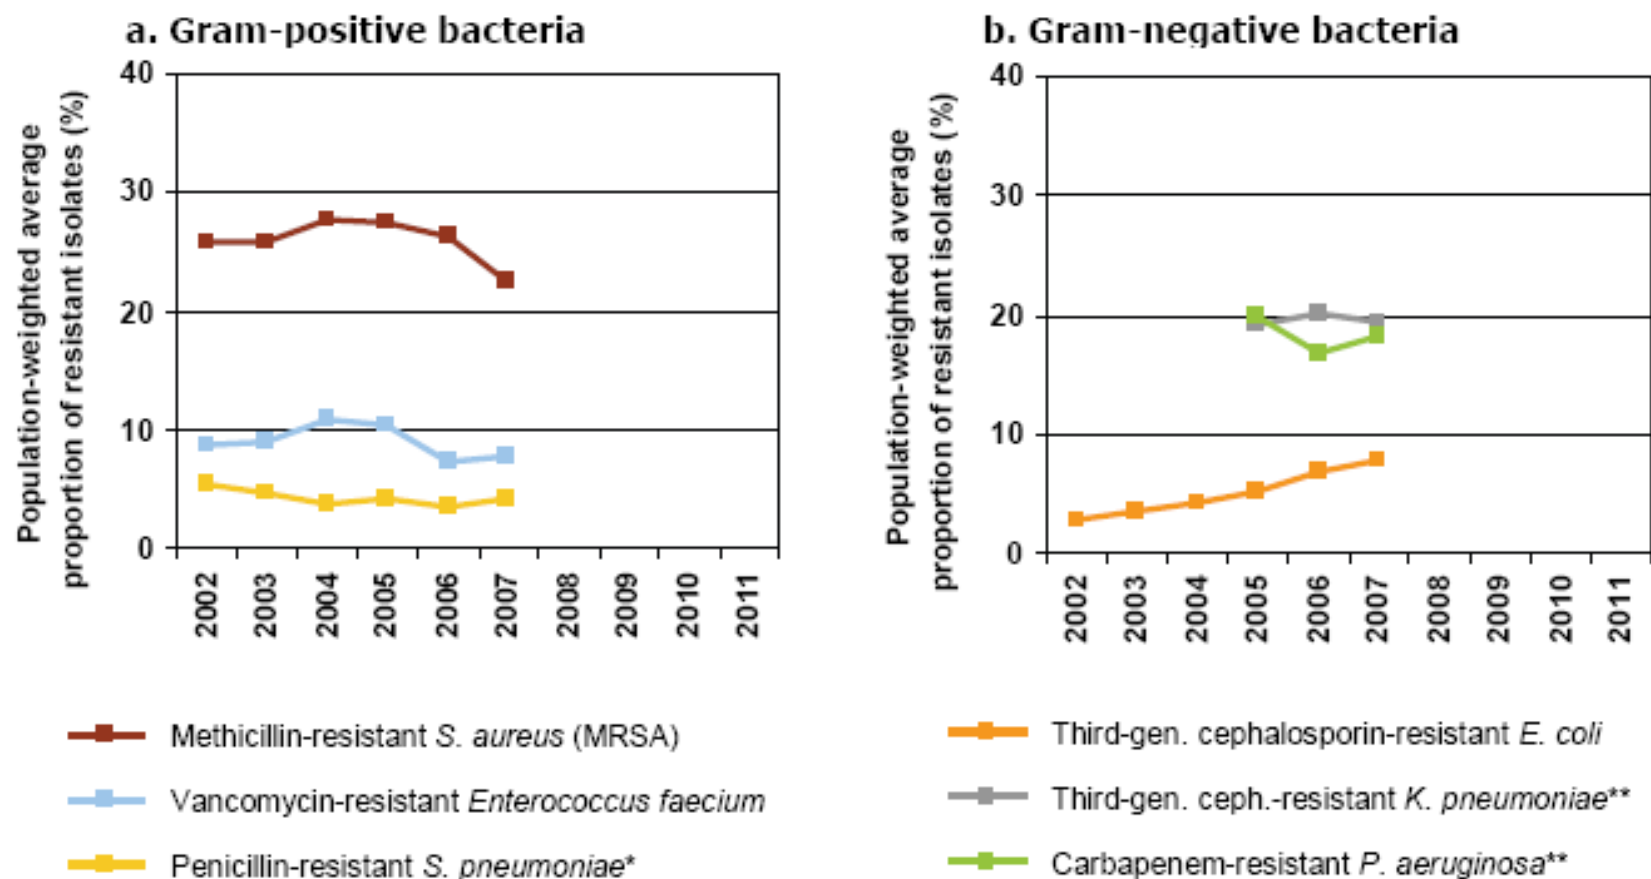 a. Gram-positive bacteria
Population-weighted average
proportion of resistant isolates (%)
40
30
20
10
0
2002
2003
2004
2005
2006
2007
2008
2009
2010
2011
Methicillin-resistant S. aureus (MRSA)
Vancomycin-resistant Enterococcus faecium
Penicillin-resistant S. pneumoniae*
b. Gram-negative bacteria
Population-weighted average
proportion of resistant isolates (%)
40
30
20
10
0
2002
2003
2004
2005
2006
2007
2008
2009
2010
2011
Third-gen. cephalosporin-resistant E. coli
Third-gen. ceph.-resistant K. pneumoniae**
Carbapenem-resistant P. aeruginosa**